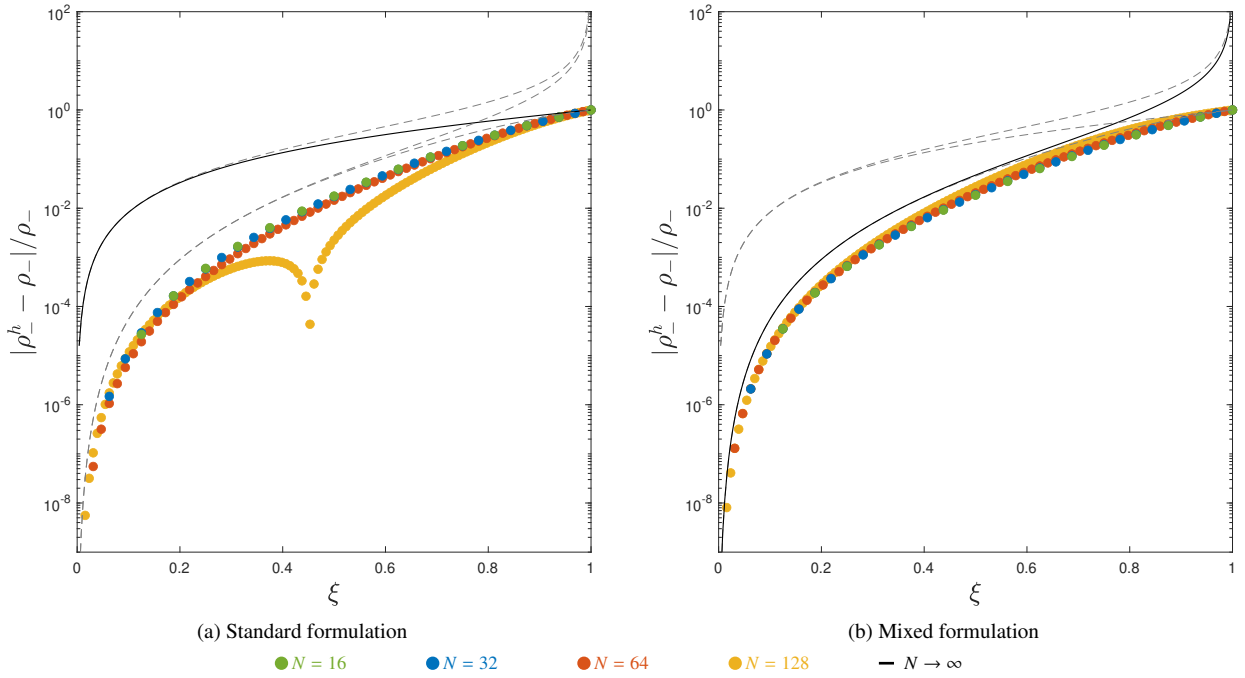 10^2
10^0
10^-2
10^-4
10^-6
10^-8
|ρ_-^h − ρ_-|/ρ_-
0 0.2 0.4 0.6 0.8 1
ξ
(a) Standard formulation
10^2
10^0
10^-2
10^-4
10^-6
10^-8
|ρ_-^h − ρ_-|/ρ_-
0 0.2 0.4 0.6 0.8 1
ξ
(b) Mixed formulation
N = 16 N = 32 N = 64 N = 128 N → ∞